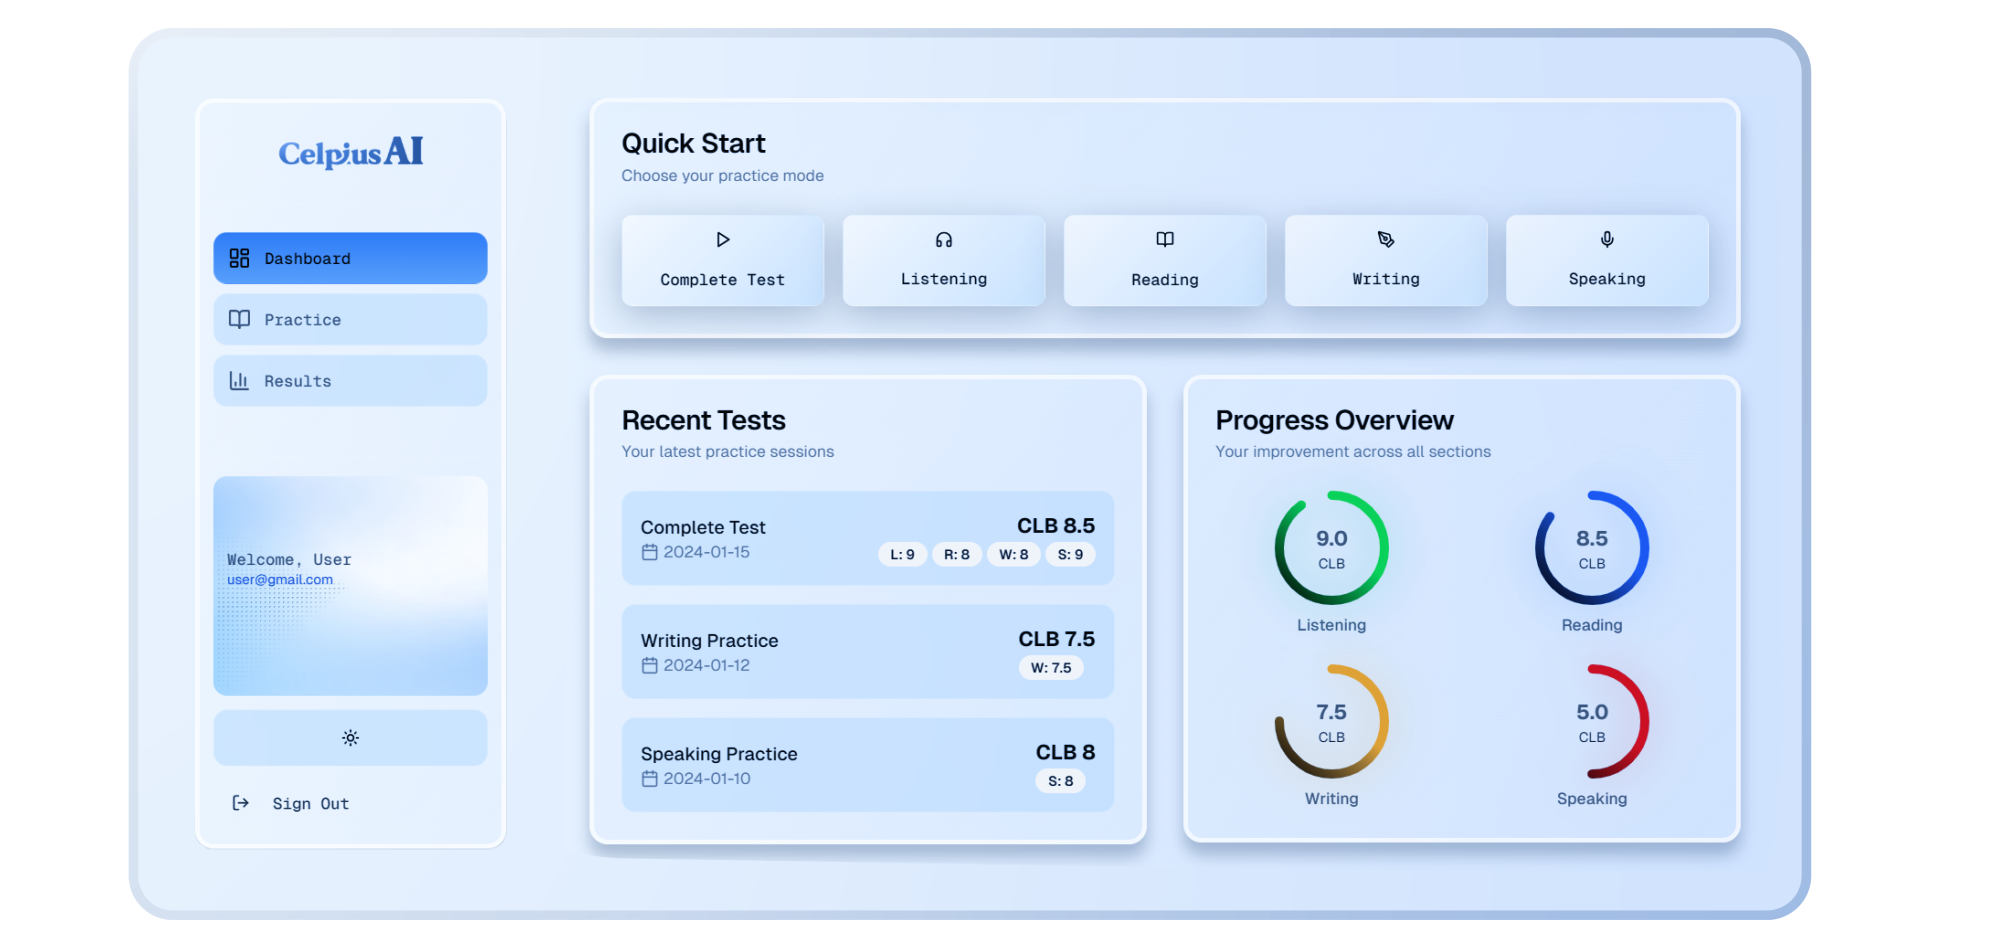 Celpius AI
Dashboard
Practice
Results
Welcome, User
user@gmail.com
Sign Out
Quick Start
Choose your practice mode
Complete Test
Listening
Reading
Writing
Speaking
Recent Tests
Your latest practice sessions
Complete Test
2024-01-15
CLB 8.5
L: 9
R: 8
W: 8
S: 9
Writing Practice
2024-01-12
CLB 7.5
W: 7.5
Speaking Practice
2024-01-10
CLB 8
S: 8
Progress Overview
Your improvement across all sections
9.0
CLB
Listening
8.5
CLB
Reading
7.5
CLB
Writing
5.0
CLB
Speaking